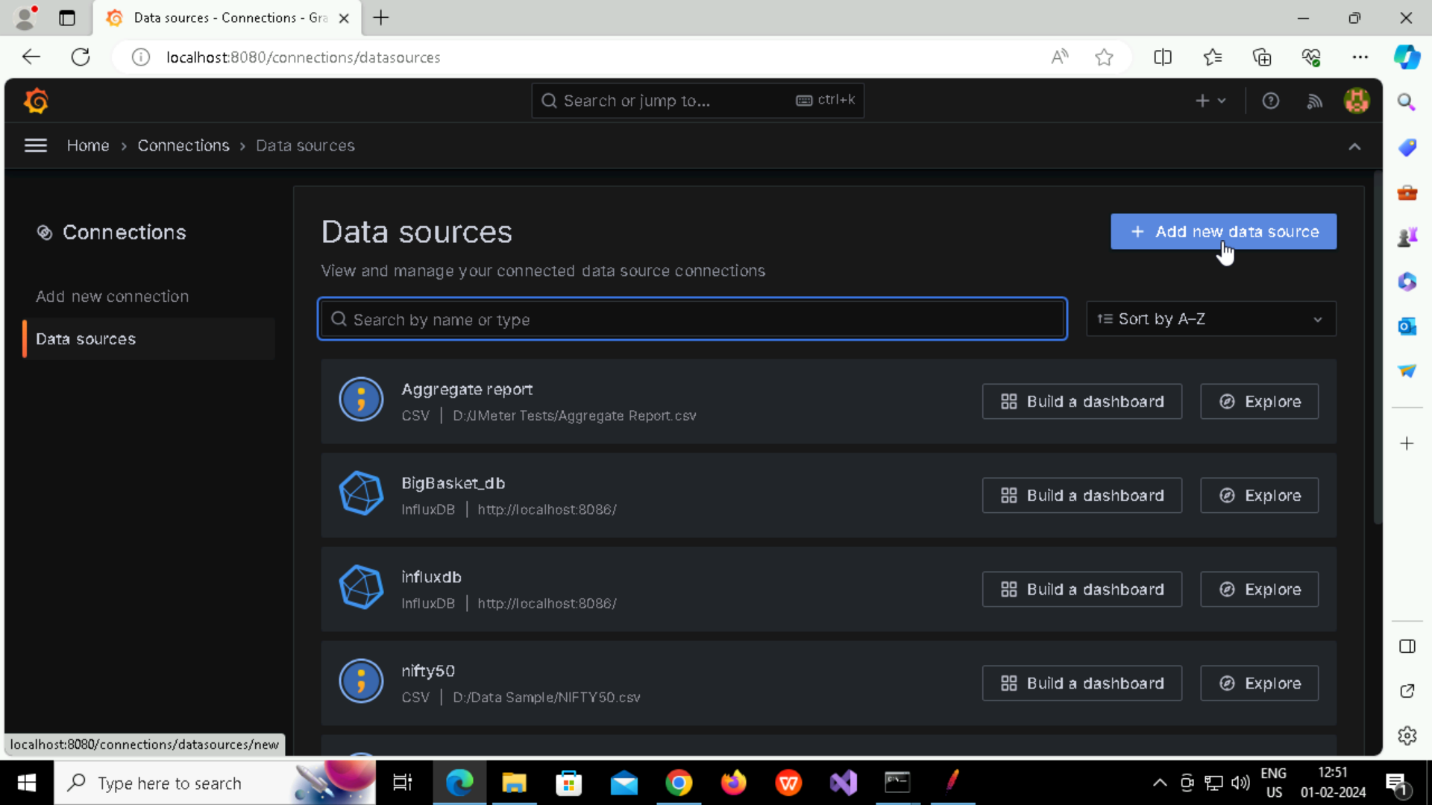 Data sources - Connections - Gra
localhost:8080/connections/datasources
Search or jump to... ctrl+k
Home › Connections › Data sources
Connections
Add new connection
Data sources
Data sources
+ Add new data source
View and manage your connected data source connections
Search by name or type
Sort by A–Z
Aggregate report
CSV | D:/JMeter Tests/Aggregate Report.csv
Build a dashboard
Explore
BigBasket_db
InfluxDB | http://localhost:8086/
Build a dashboard
Explore
influxdb
InfluxDB | http://localhost:8086/
Build a dashboard
Explore
nifty50
CSV | D:/Data Sample/NIFTY50.csv
Build a dashboard
Explore
localhost:8080/connections/datasources/new
Type here to search
ENG
US
12:51
01-02-2024
1